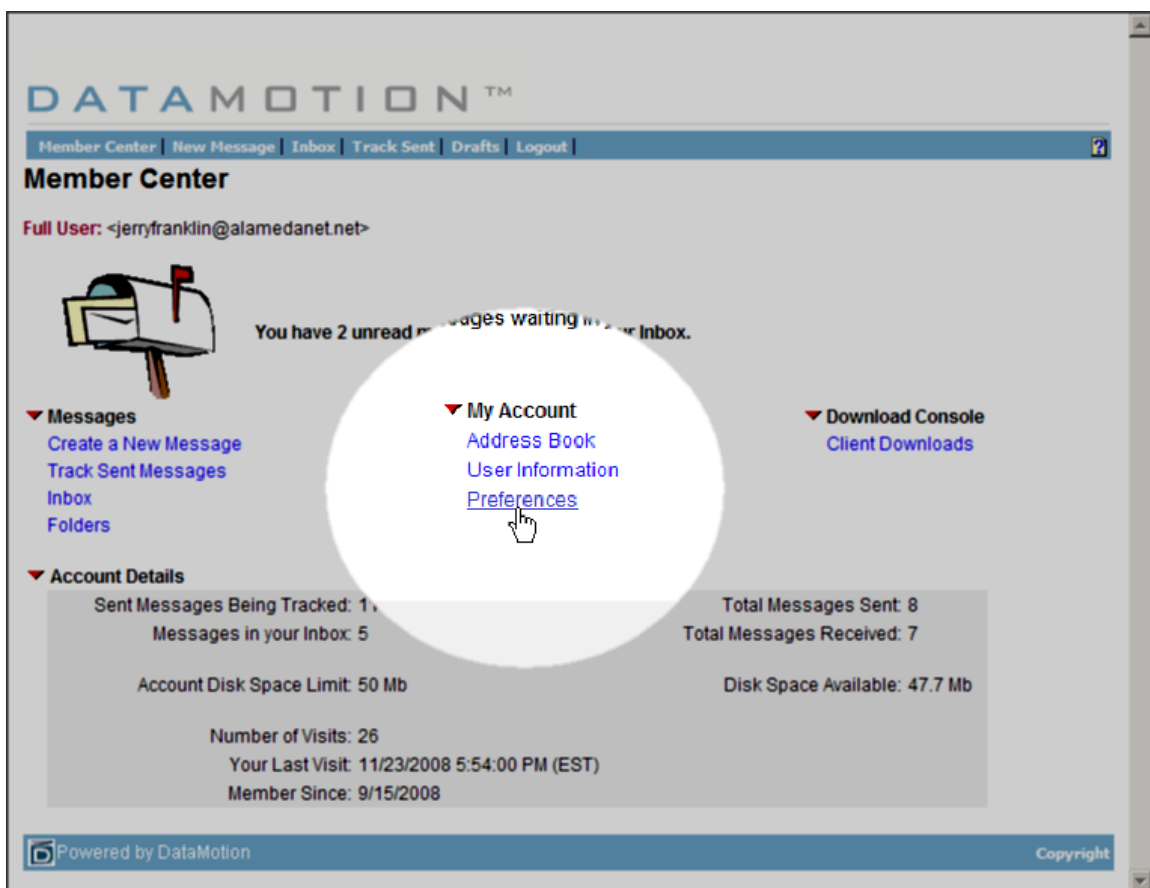 DATAMOTION™
Member Center | New Message | Inbox | Track Sent | Drafts | Logout | ?
Member Center
Full User: <jerryfranklin@alamedanet.net>
You have 2 unread waiting Inbox.
Messages
Create a New Message
Track Sent Messages
Inbox
Folders
My Account
Address Book
User Information
Preferences
Download Console
Client Downloads
Account Details
Sent Messages Being Tracked:
Total Messages Sent: 8
Messages in your Inbox: 5
Total Messages Received: 7
Account Disk Space Limit: 50 Mb
Disk Space Available: 47.7 Mb
Number of Visits: 26
Your Last Visit: 11/23/2008 5:54:00 PM (EST)
Member Since: 9/15/2008
Powered by DataMotion
Copyright